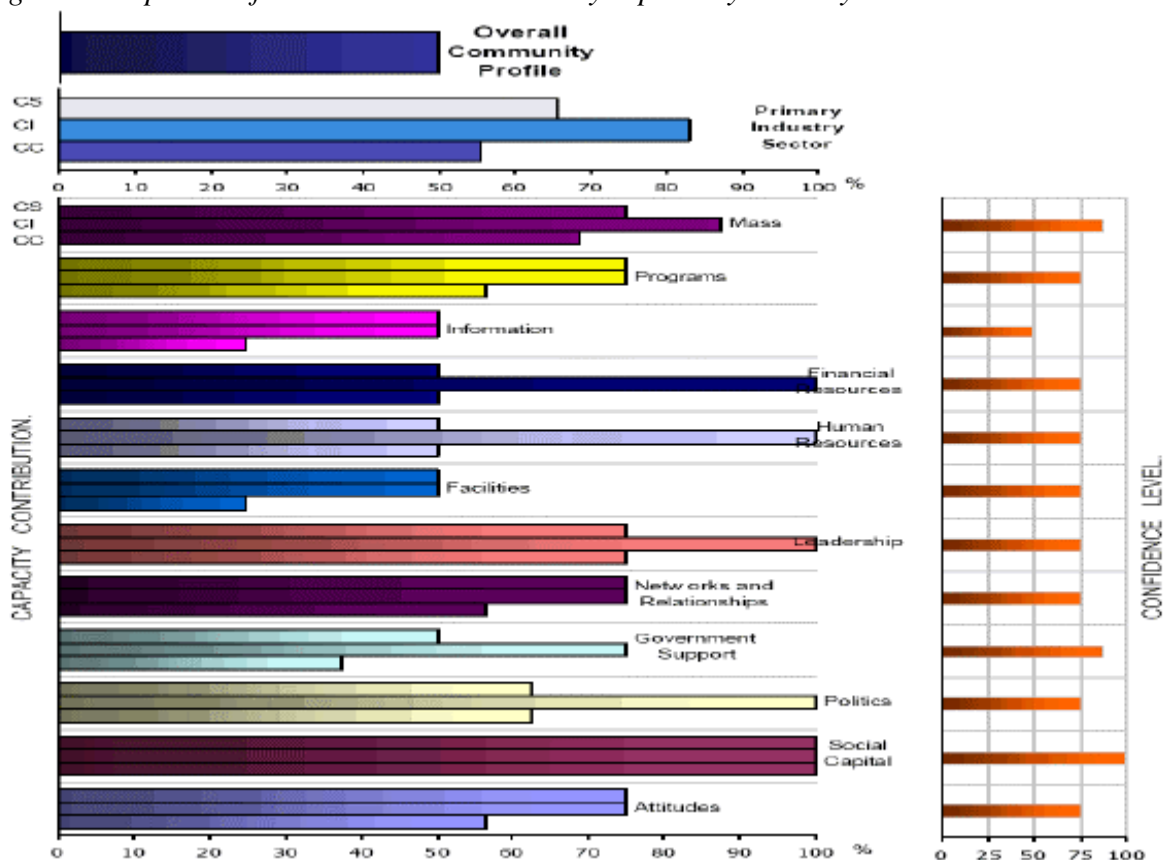 Overall
Community
Profile
CS
CI
CC
Primary
Industry
Sector
0 10 20 30 40 50 60 70 80 90 100 %
CS
CI
CC
Mass
Programs
Information
Financial
Resources
Human
Resources
Facilities
Leadership
Networks and
Relationships
Government
Support
Politics
Social
Capital
Attitudes
CAPACITY CONTRIBUTION.
CONFIDENCE LEVEL.
0 10 20 30 40 50 60 70 80 90 100 %
0 25 50 75 100